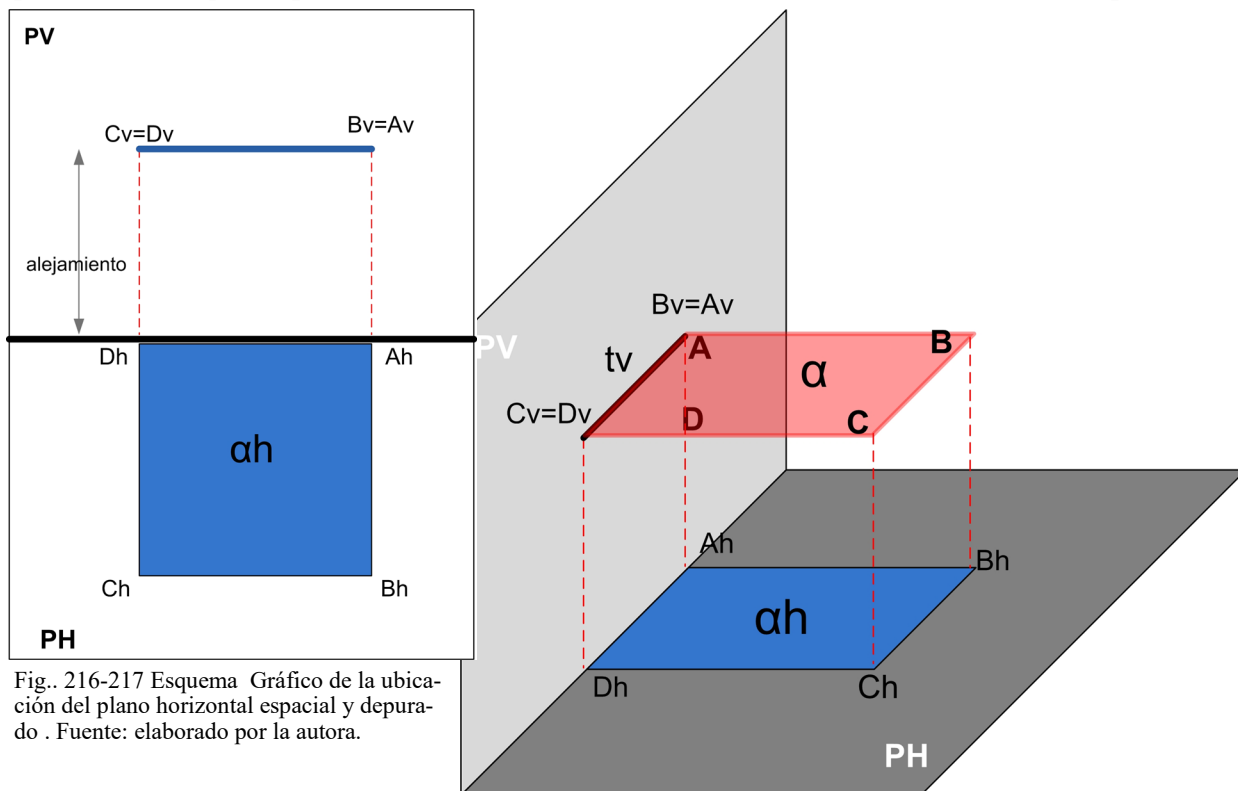 PV
Cv=Dv
Bv=Av
alejamiento
Dh
Ah
αh
Ch
Bh
PH
Fig.. 216-217 Esquema Gráfico de la ubica-
ción del plano horizontal espacial y depura-
do . Fuente: elaborado por la autora.
PV
Bv=Av
tv
A
B
α
Cv=Dv
D
C
Ah
Bh
αh
Dh
Ch
PH